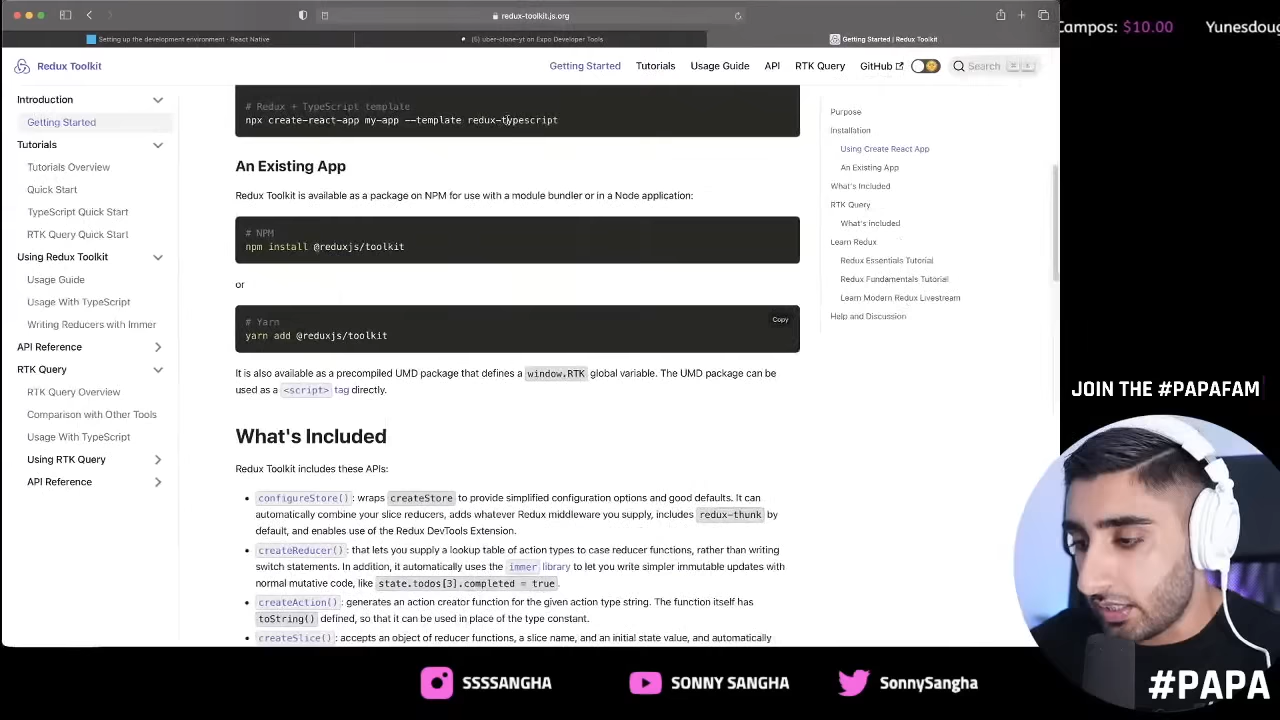 redux-toolkit.js.org
Setting up the development environment · React Native
(6) uber-clone-yt on Expo Developer Tools
Getting Started | Redux Toolkit
Campos: $10.00 Yunesdoug
Redux Toolkit
Getting Started
Tutorials
Usage Guide
API
RTK Query
GitHub
Search
Introduction
Getting Started
Tutorials
Tutorials Overview
Quick Start
TypeScript Quick Start
RTK Query Quick Start
Using Redux Toolkit
Usage Guide
Usage With TypeScript
Writing Reducers with Immer
API Reference
RTK Query
RTK Query Overview
Comparison with Other Tools
Usage With TypeScript
Using RTK Query
API Reference
# Redux + TypeScript template
npx create-react-app my-app --template redux-typescript
An Existing App
Redux Toolkit is available as a package on NPM for use with a module bundler or in a Node application:
# NPM
npm install @reduxjs/toolkit
or
# Yarn
Copy
yarn add @reduxjs/toolkit
It is also available as a precompiled UMD package that defines a window.RTK global variable. The UMD package can be
used as a <script> tag directly.
What's Included
Redux Toolkit includes these APIs:
• configureStore(): wraps createStore to provide simplified configuration options and good defaults. It can
automatically combine your slice reducers, adds whatever Redux middleware you supply, includes redux-thunk by
default, and enables use of the Redux DevTools Extension.
• createReducer(): that lets you supply a lookup table of action types to case reducer functions, rather than writing
switch statements. In addition, it automatically uses the immer library to let you write simpler immutable updates with
normal mutative code, like state.todos[3].completed = true.
• createAction(): generates an action creator function for the given action type string. The function itself has
toString() defined, so that it can be used in place of the type constant.
• createSlice(): accepts an object of reducer functions, a slice name, and an initial state value, and automatically
Purpose
Installation
Using Create React App
An Existing App
What's Included
RTK Query
What's included
Learn Redux
Redux Essentials Tutorial
Redux Fundamentals Tutorial
Learn Modern Redux Livestream
Help and Discussion
JOIN THE #PAPAFAM
SSSSANGHA
SONNY SANGHA
SonnySangha
#PAPA